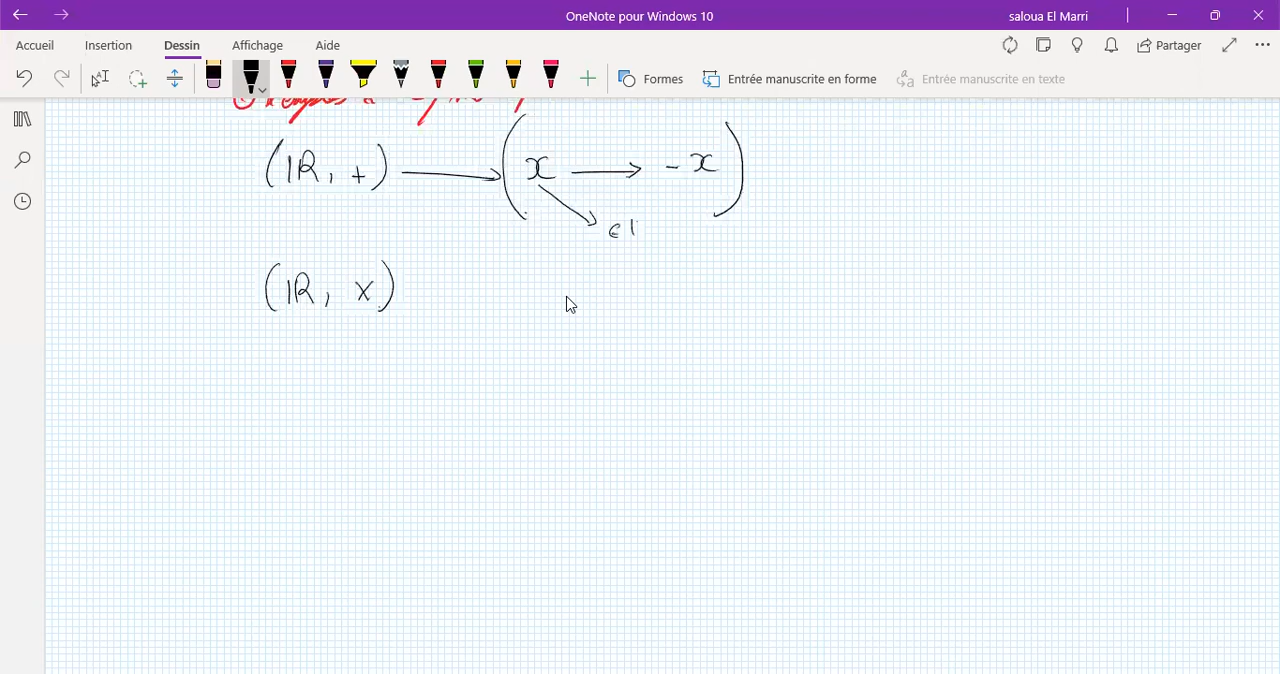 OneNote pour Windows 10
saloua El Marri
Accueil Insertion Dessin Affichage Aide
Partager
Formes Entrée manuscrite en forme Entrée manuscrite en texte
(ℝ, +) ⟶ (x ⟶ -x)
∈ I
(ℝ, ×)